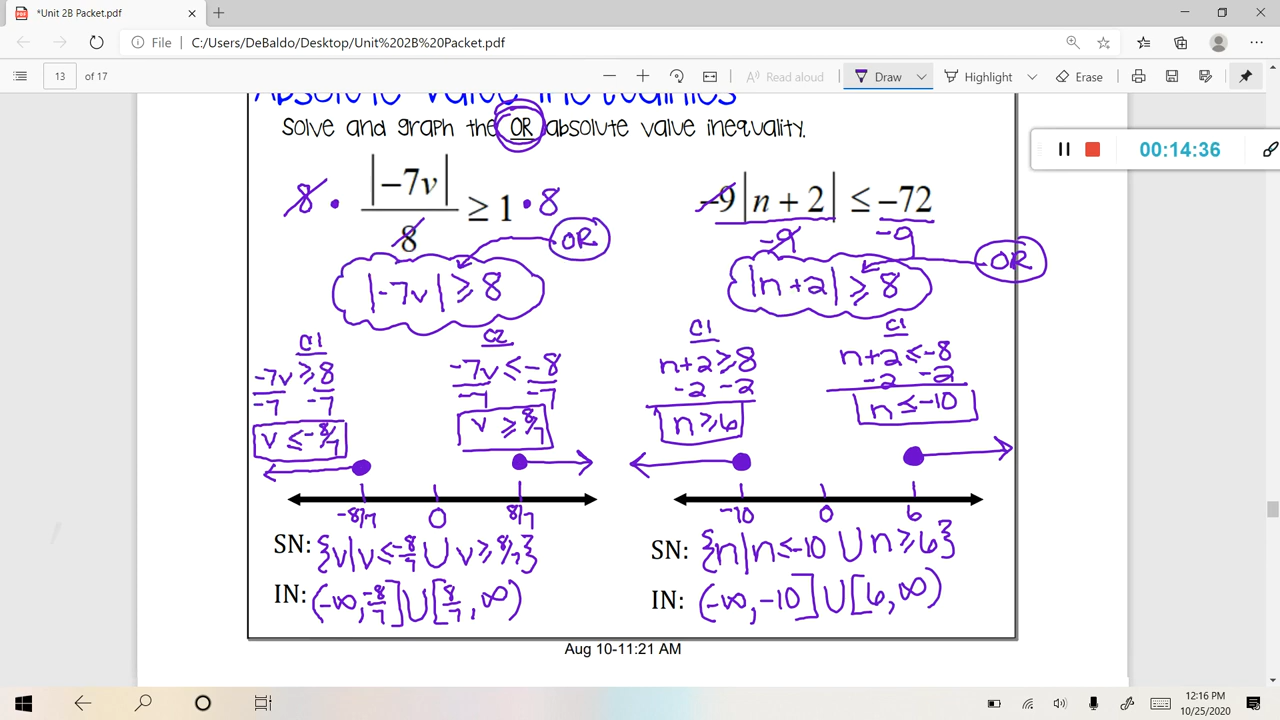 *Unit 2B Packet.pdf
File C:/Users/DeBaldo/Desktop/Unit%202B%20Packet.pdf
13 of 17 Read aloud Draw Highlight Erase
Absolute Value Inequalities
Solve and graph the OR absolute value inequality.
00:14:36
8 • |−7v| / 8 ≥ 1 • 8
OR
|-7v| ≥ 8
C1
-7v ≥ 8
-7 -7
v ≤ -8/7
C2
-7v ≤ -8
-7 -7
v ≥ 8/7
-8/7 0 8/7
SN: {v|v ≤ -8/7 U v ≥ 8/7}
IN: (-∞, -8/7] U [8/7, ∞)
−9|n + 2| ≤ −72
-9 -9
OR
|n+2| ≥ 8
C1
n+2 ≥ 8
-2 -2
n ≥ 6
C1
n+2 ≤ -8
-2 -2
n ≤ -10
-10 0 6
SN: {n|n ≤ -10 U n ≥ 6}
IN: (-∞, -10] U [6, ∞)
Aug 10-11:21 AM
12:16 PM
10/25/2020